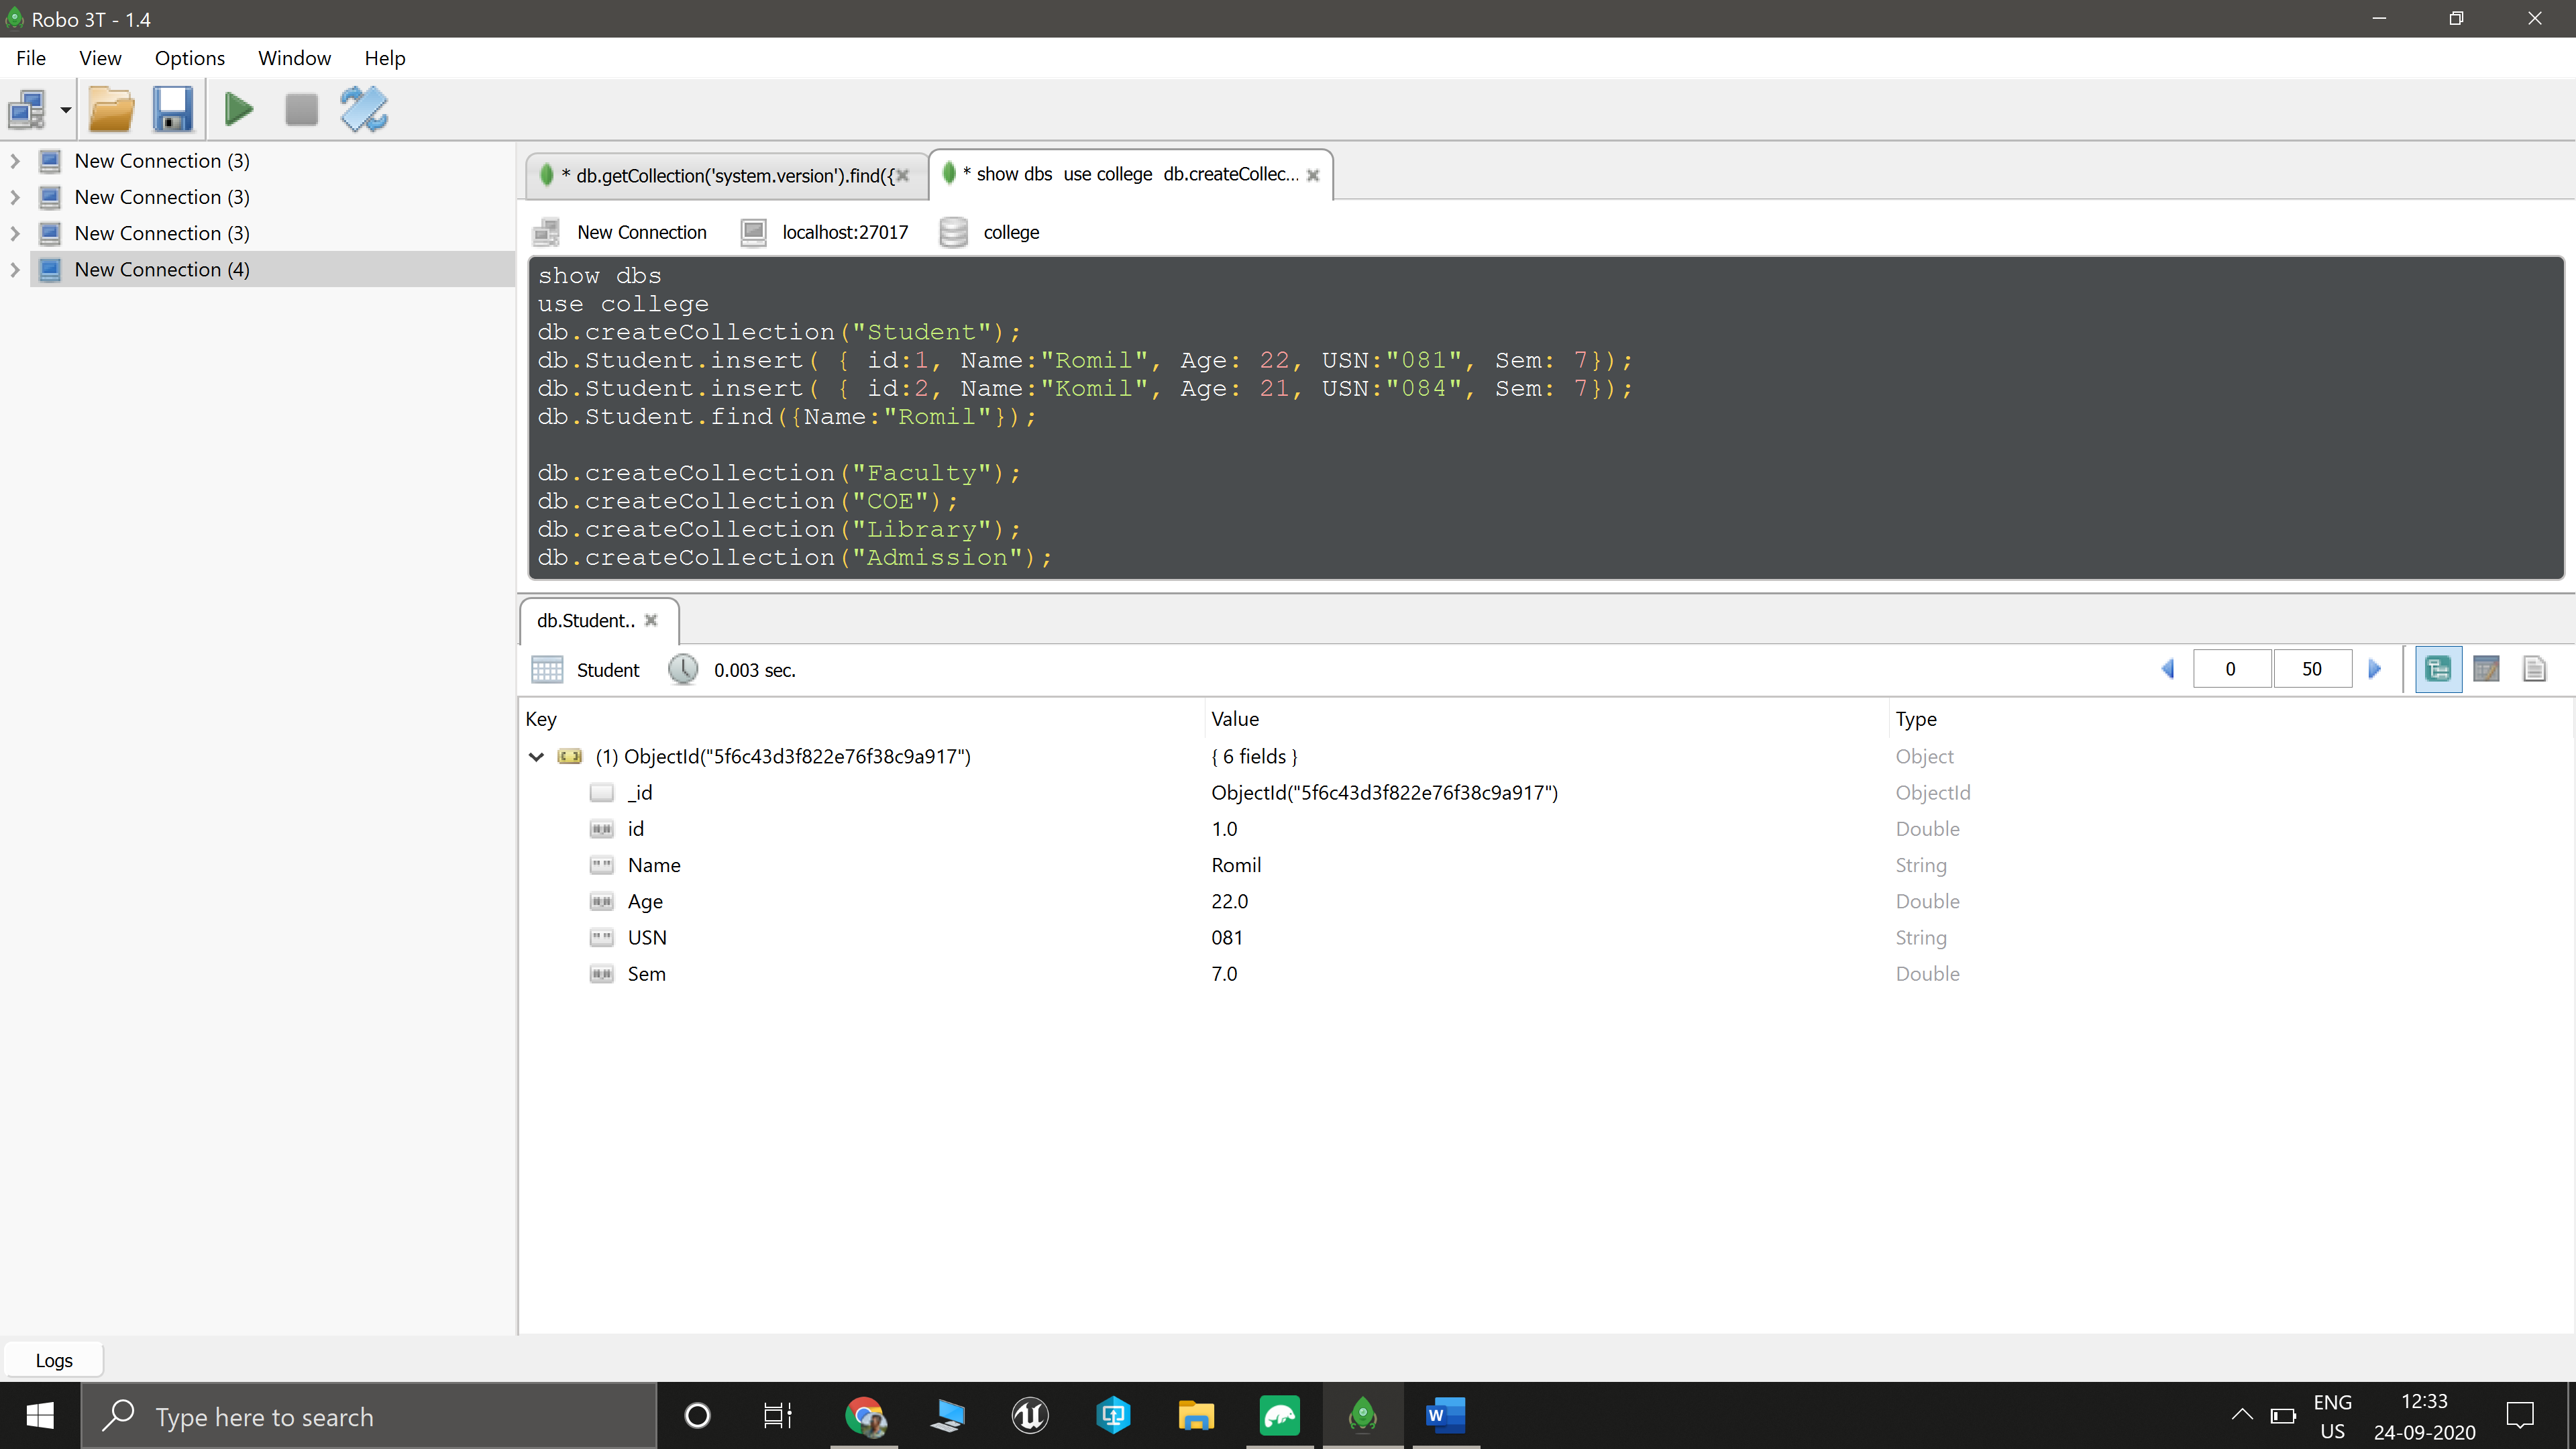 Robo 3T - 1.4
File View Options Window Help
New Connection (3)
New Connection (3)
New Connection (3)
New Connection (4)
* db.getCollection('system.version').find({
* show dbs use college db.createCollec...
New Connection localhost:27017 college
show dbs
use college
db.createCollection("Student");
db.Student.insert( { id:1, Name:"Romil", Age: 22, USN:"081", Sem: 7});
db.Student.insert( { id:2, Name:"Komil", Age: 21, USN:"084", Sem: 7});
db.Student.find({Name:"Romil"});
db.createCollection("Faculty");
db.createCollection("COE");
db.createCollection("Library");
db.createCollection("Admission");
db.Student..
Student 0.003 sec. 0 50
Key Value Type
(1) ObjectId("5f6c43d3f822e76f38c9a917") { 6 fields } Object
_id ObjectId("5f6c43d3f822e76f38c9a917") ObjectId
id 1.0 Double
Name Romil String
Age 22.0 Double
USN 081 String
Sem 7.0 Double
Logs
Type here to search
W
ENG
US
12:33
24-09-2020